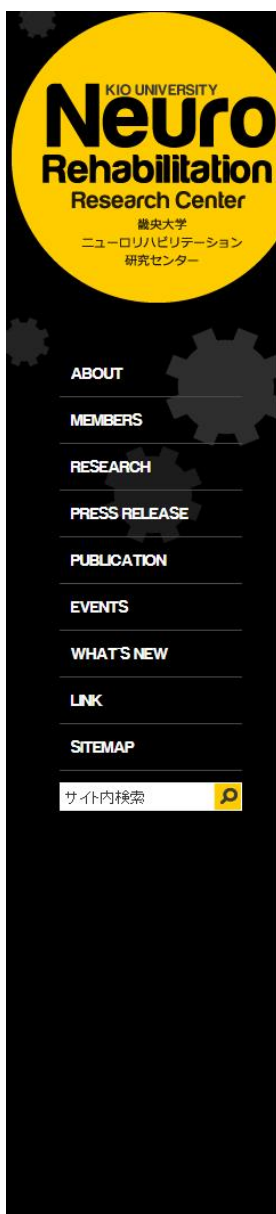 KIO UNIVERSITY
Neuro
Rehabilitation
Research Center
畿央大学
ニューロリハビリテーション
研究センター
ABOUT
MEMBERS
RESEARCH
PRESS RELEASE
PUBLICATION
EVENTS
WHAT'S NEW
LINK
SITEMAP
サイト内検索